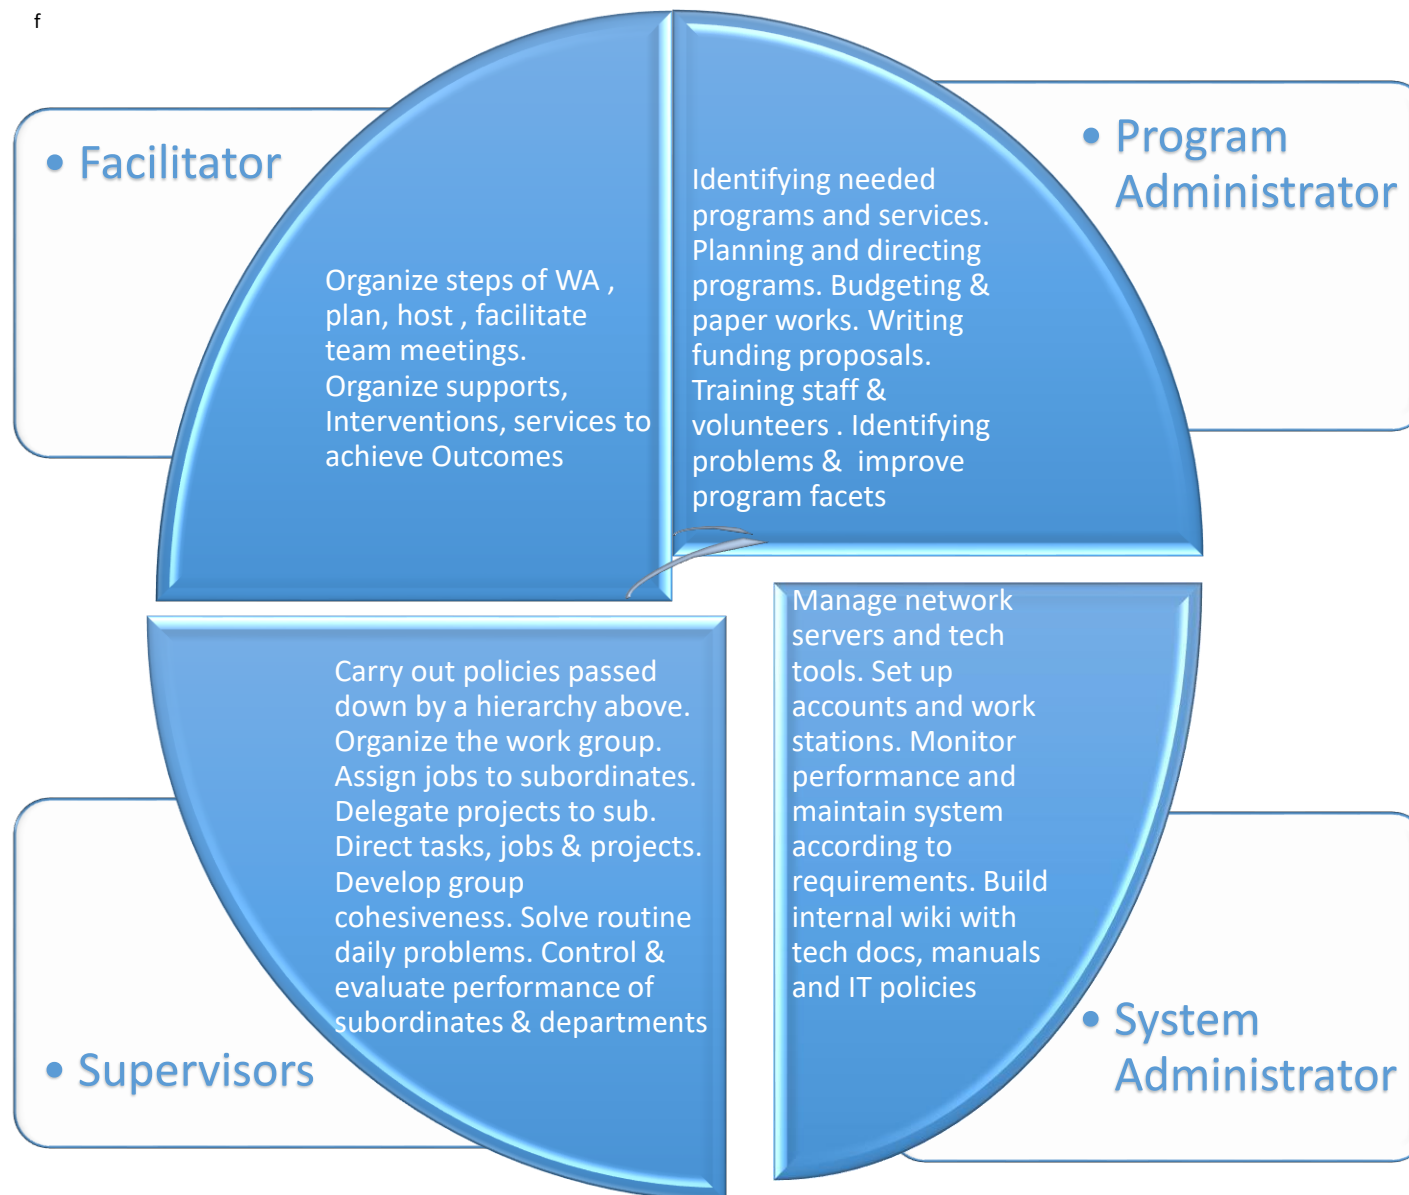 f
• Facilitator
Organize steps of WA ,
plan, host , facilitate
team meetings.
Organize supports,
Interventions, services to
achieve Outcomes
• Program
Administrator
Identifying needed
programs and services.
Planning and directing
programs. Budgeting &
paper works. Writing
funding proposals.
Training staff &
volunteers . Identifying
problems &  improve
program facets
• Supervisors
Carry out policies passed
down by a hierarchy above.
Organize the work group.
Assign jobs to subordinates.
Delegate projects to sub.
Direct tasks, jobs & projects.
Develop group
cohesiveness. Solve routine
daily problems. Control &
evaluate performance of
subordinates & departments
Manage network
servers and tech
tools. Set up
accounts and work
stations. Monitor
performance and
maintain system
according to
requirements. Build
internal wiki with
tech docs, manuals
and IT policies
• System
Administrator